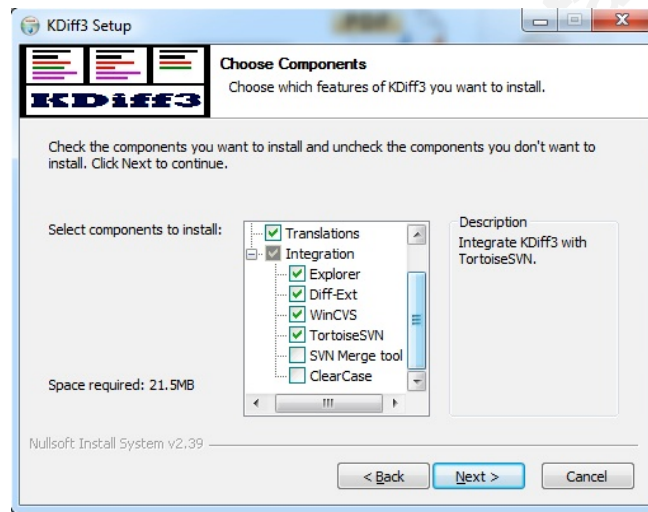 KDiff3 Setup
KDiff3
Choose Components
Choose which features of KDiff3 you want to install.
Check the components you want to install and uncheck the components you don't want to
install. Click Next to continue.
Select components to install:
Translations
Integration
Explorer
Diff-Ext
WinCVS
TortoiseSVN
SVN Merge tool
ClearCase
Description
Integrate KDiff3 with
TortoiseSVN.
Space required: 21.5MB
Nullsoft Install System v2.39
< Back
Next >
Cancel